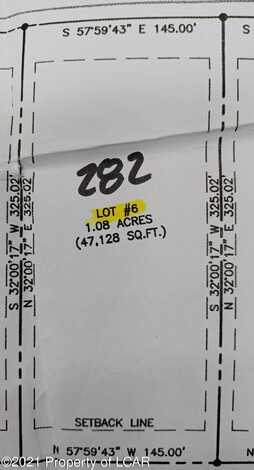 S 57°59'43" E 145.00'
S
282
LOT #6
1.08 ACRES
(47,128 SQ.FT.)
S 32°00'17" W 325.02'
N 32°00'17" E 325.02'
S 32°00'17" W 325.02'
N 32°00'17" E 325.02'
SETBACK LINE
N 57°59'43" W 145.00'
N
©2021 Property of LCAR